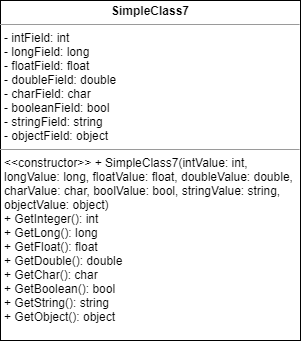 SimpleClass7
- intField: int
- longField: long
- floatField: float
- doubleField: double
- charField: char
- booleanField: bool
- stringField: string
- objectField: object
<<constructor>> + SimpleClass7(intValue: int,
longValue: long, floatValue: float, doubleValue: double,
charValue: char, boolValue: bool, stringValue: string,
objectValue: object)
+ GetInteger(): int
+ GetLong(): long
+ GetFloat(): float
+ GetDouble(): double
+ GetChar(): char
+ GetBoolean(): bool
+ GetString(): string
+ GetObject(): object